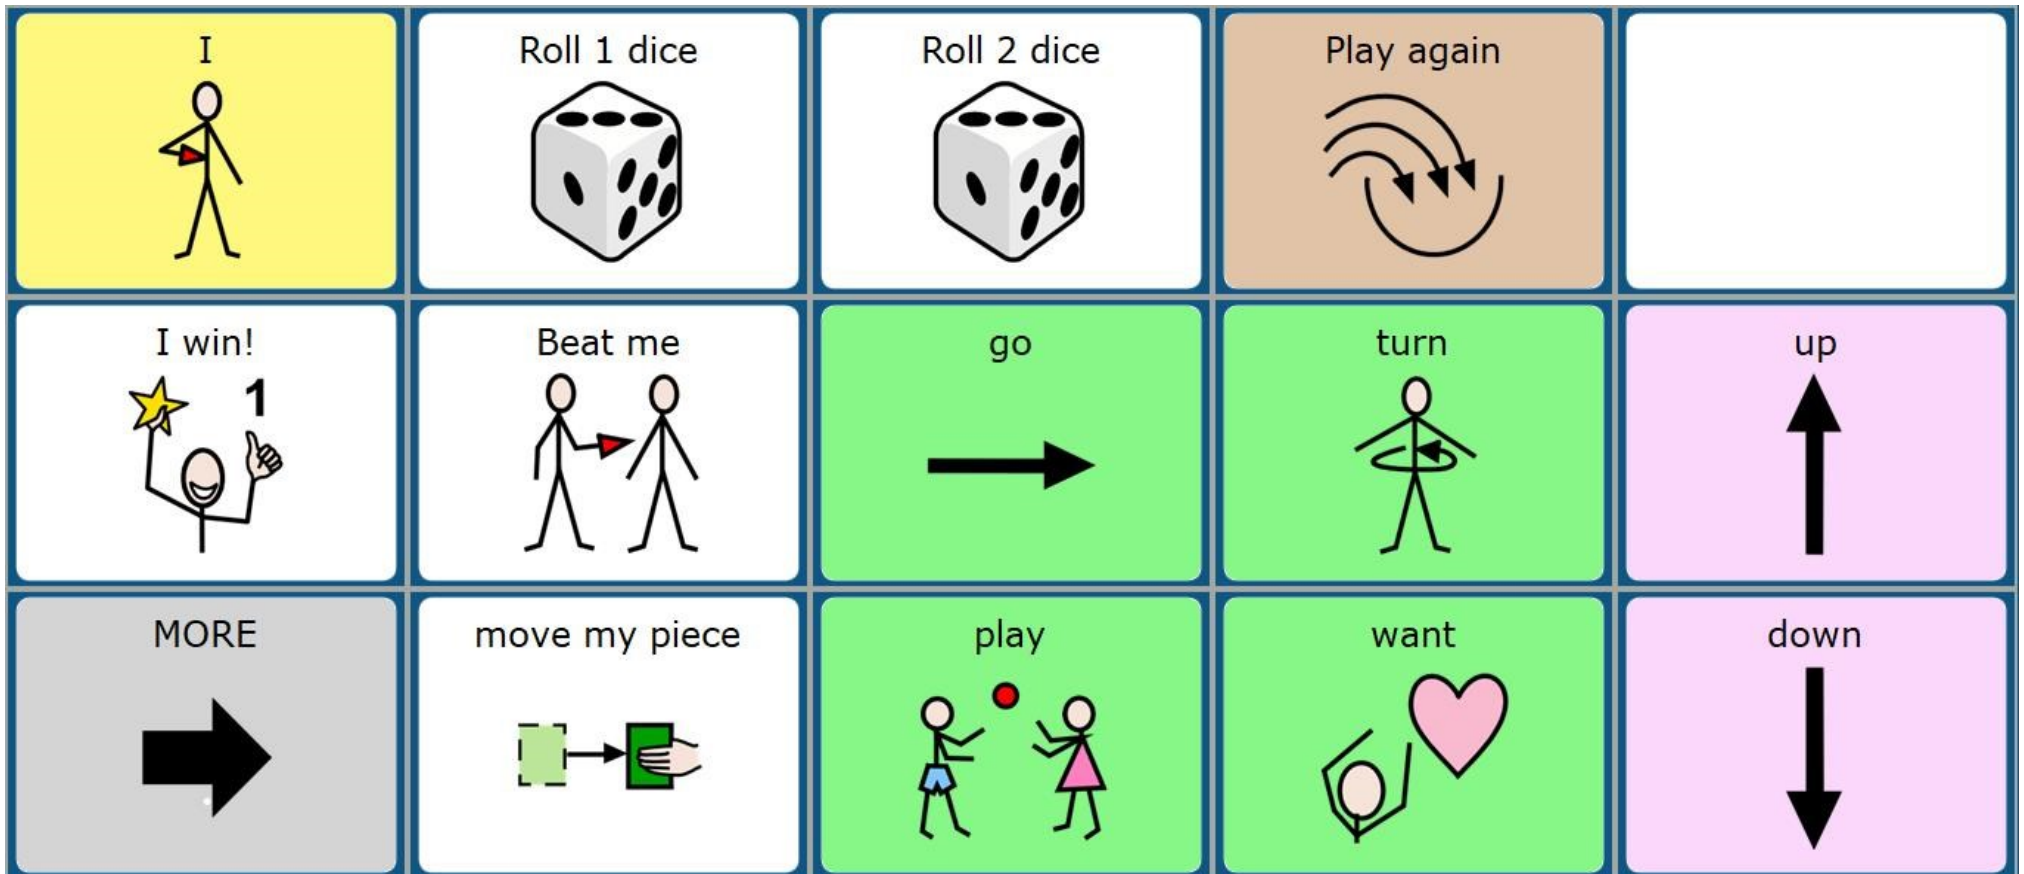 I
Roll 1 dice
Roll 2 dice
Play again
I win!
1
Beat me
go
turn
up
MORE
move my piece
play
want
down